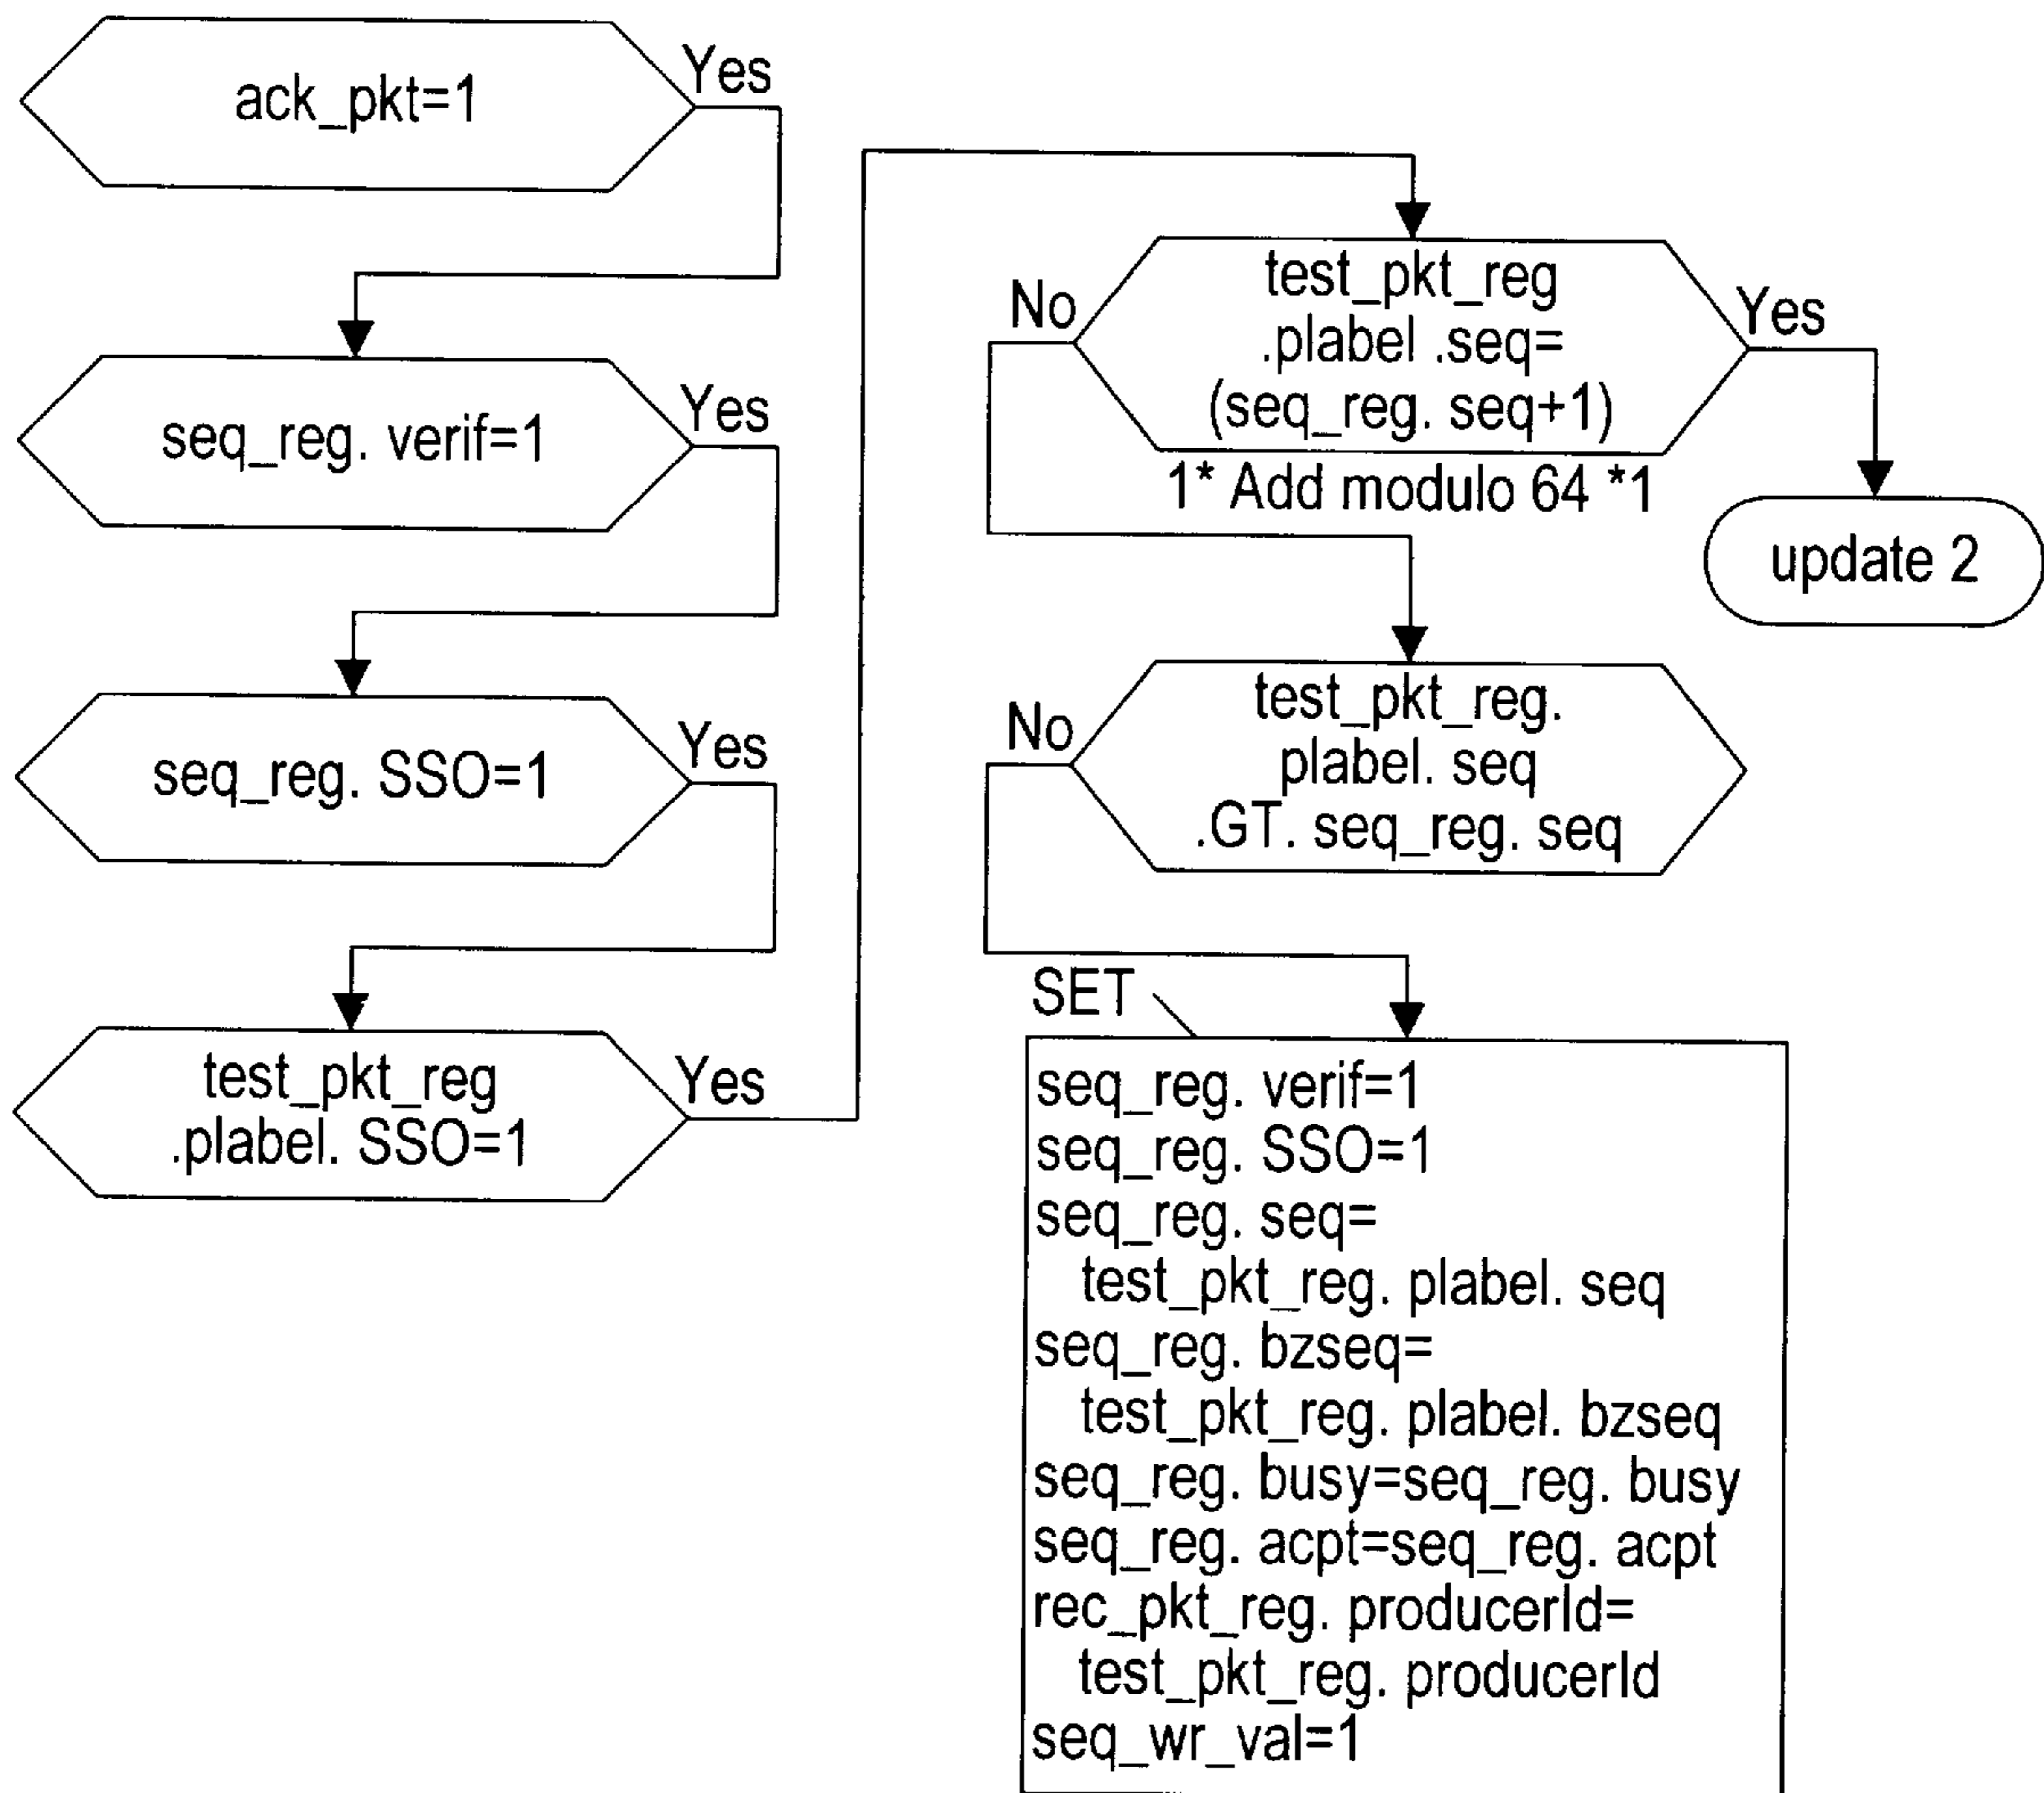 ack_pkt=1
Yes
seq_reg. verif=1
Yes
seq_reg. SSO=1
Yes
test_pkt_reg
.plabel. SSO=1
Yes
test_pkt_reg
.plabel .seq=
(seq_reg. seq+1)
No
Yes
1* Add modulo 64 *1
update 2
test_pkt_reg.
plabel. seq
.GT. seq_reg. seq
No
SET
seq_reg. verif=1
seq_reg. SSO=1
seq_reg. seq=
test_pkt_reg. plabel. seq
seq_reg. bzseq=
test_pkt_reg. plabel. bzseq
seq_reg. busy=seq_reg. busy
seq_reg. acpt=seq_reg. acpt
rec_pkt_reg. producerId=
test_pkt_reg. producerId
seq_wr_val=1